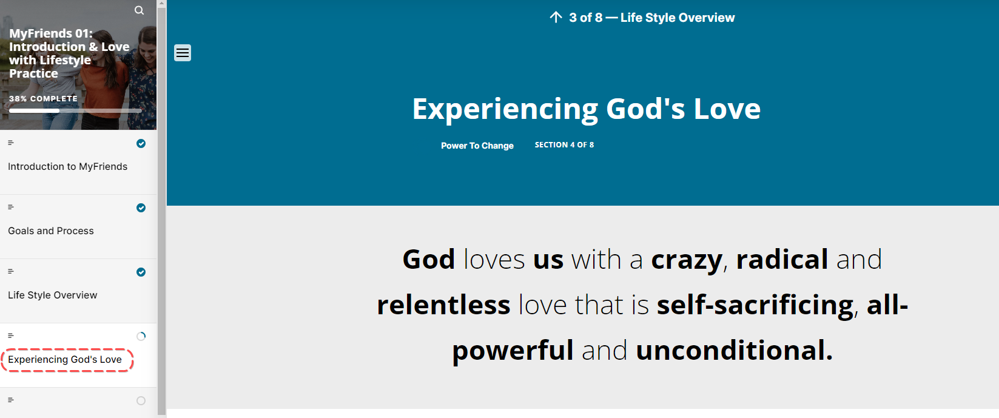 MyFriends 01:
Introduction & Love
with Lifestyle
Practice
38% COMPLETE
Introduction to MyFriends
Goals and Process
Life Style Overview
Experiencing God's Love
3 of 8 — Life Style Overview
Experiencing God's Love
Power To Change SECTION 4 OF 8
God loves us with a crazy, radical and
relentless love that is self-sacrificing, all-
powerful and unconditional.